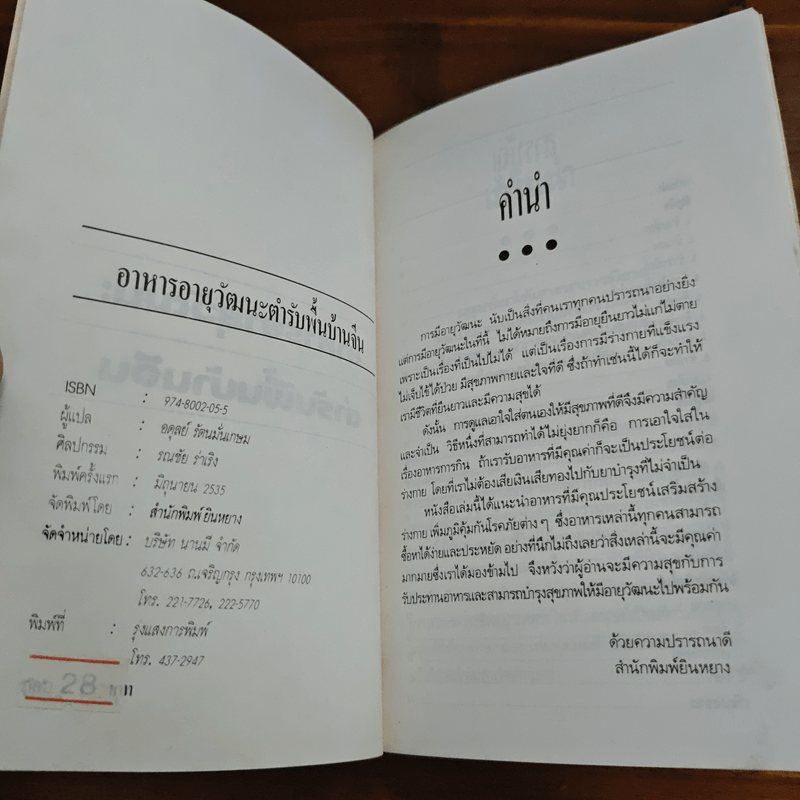 อาหารอายุวัฒนะตำรับพื้นบ้านจีน
ISBN : 974-8002-05-5
ผู้แปล : อดุลย์ รัตนมั่นเกษม
ศิลปกรรม : รณชัย ร่าเริง
พิมพ์ครั้งแรก : มิถุนายน 2535
จัดพิมพ์โดย : สำนักพิมพ์ยินหยาง
จัดจำหน่ายโดย : บริษัท นานมี จำกัด
632-636 ถ.เจริญกรุง กรุงเทพฯ 10100
โทร. 221-7726, 222-5770
พิมพ์ที่ : รุงแสงการพิมพ์
โทร. 437-2947
28
คำนำ
การมีอายุวัฒนะ นับเป็นสิ่งที่คนเราทุกคนปรารถนาอย่างยิ่ง
แต่การมีอายุวัฒนะในที่นี้ ไม่ได้หมายถึงการมีอายุยืนยาวไม่แก่ไม่ตาย
เพราะเป็นเรื่องที่เป็นไปไม่ได้ แต่เป็นเรื่องการมีร่างกายที่แข็งแรง
ไม่เจ็บไข้ได้ป่วย มีสุขภาพกายและใจที่ดี ซึ่งถ้าทำเช่นนี้ได้ก็จะทำให้
เรามีชีวิตที่ยืนยาวและมีความสุขได้
ดังนั้น การดูแลเอาใจใส่ตนเองให้มีสุขภาพที่ดีจึงมีความสำคัญ
และจำเป็น วิธีหนึ่งที่สามารถทำได้ไม่ยุ่งยากก็คือ การเอาใจใส่ใน
เรื่องอาหารการกิน ถ้าเรารับอาหารที่มีคุณค่าก็จะเป็นประโยชน์ต่อ
ร่างกาย โดยที่เราไม่ต้องเสียเงินเสียทองไปกับยาบำรุงที่ไม่จำเป็น
หนังสือเล่มนี้ได้แนะนำอาหารที่มีคุณประโยชน์เสริมสร้าง
ร่างกาย เพิ่มภูมิคุ้มกันโรคภัยต่างๆ ซึ่งอาหารเหล่านี้ทุกคนสามารถ
ซื้อหาได้ง่ายและประหยัด อย่างที่นึกไม่ถึงเลยว่าสิ่งเหล่านี้จะมีคุณค่า
มากมายซึ่งเราได้มองข้ามไป จึงหวังว่าผู้อ่านจะมีความสุขกับการ
รับประทานอาหารและสามารถบำรุงสุขภาพให้มีอายุวัฒนะไปพร้อมกัน
ด้วยความปรารถนาดี
สำนักพิมพ์ยินหยาง